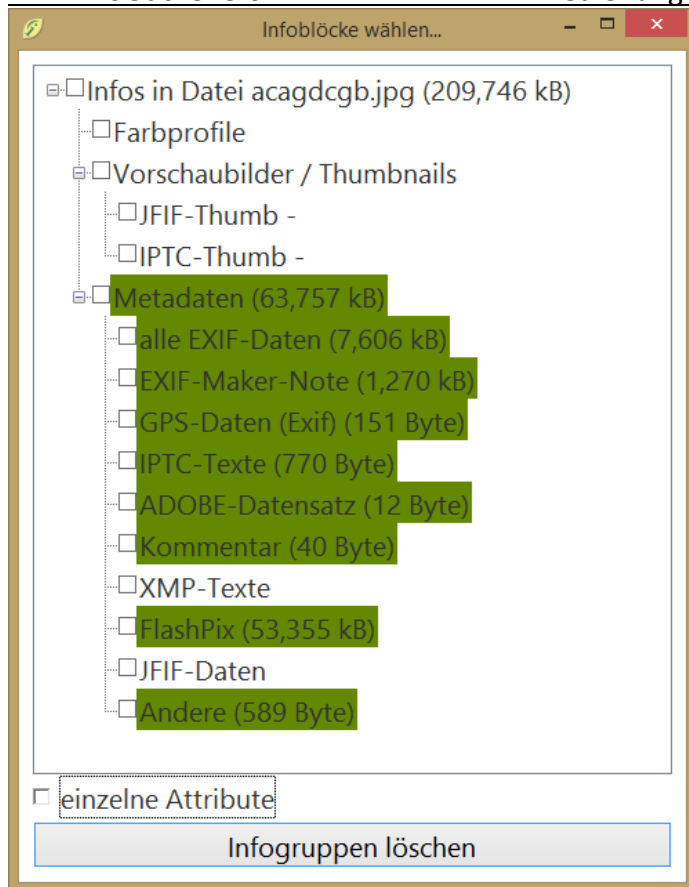 Infoblöcke wählen...
Infos in Datei acagdcgb.jpg (209,746 kB)
Farbprofile
Vorschaubilder / Thumbnails
JFIF-Thumb -
IPTC-Thumb -
Metadaten (63,757 kB)
alle EXIF-Daten (7,606 kB)
EXIF-Maker-Note (1,270 kB)
GPS-Daten (Exif) (151 Byte)
IPTC-Texte (770 Byte)
ADOBE-Datensatz (12 Byte)
Kommentar (40 Byte)
XMP-Texte
FlashPix (53,355 kB)
JFIF-Daten
Andere (589 Byte)
einzelne Attribute
Infogruppen löschen